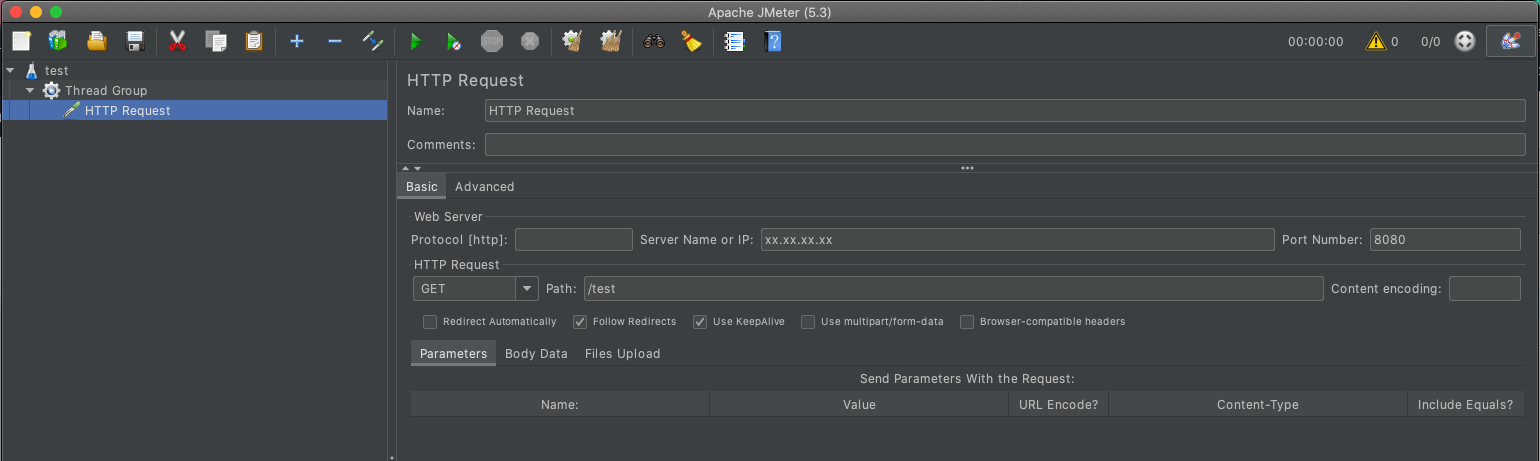 Apache JMeter (5.3)
STOP
00:00:00
0
0/0
test
Thread Group
HTTP Request
HTTP Request
Name: HTTP Request
Comments:
Basic Advanced
Web Server
Protocol [http]: Server Name or IP: xx.xx.xx.xx Port Number: 8080
HTTP Request
GET Path: /test Content encoding:
Redirect Automatically Follow Redirects Use KeepAlive Use multipart/form-data Browser-compatible headers
Parameters Body Data Files Upload
Send Parameters With the Request:
Name: Value URL Encode? Content-Type Include Equals?